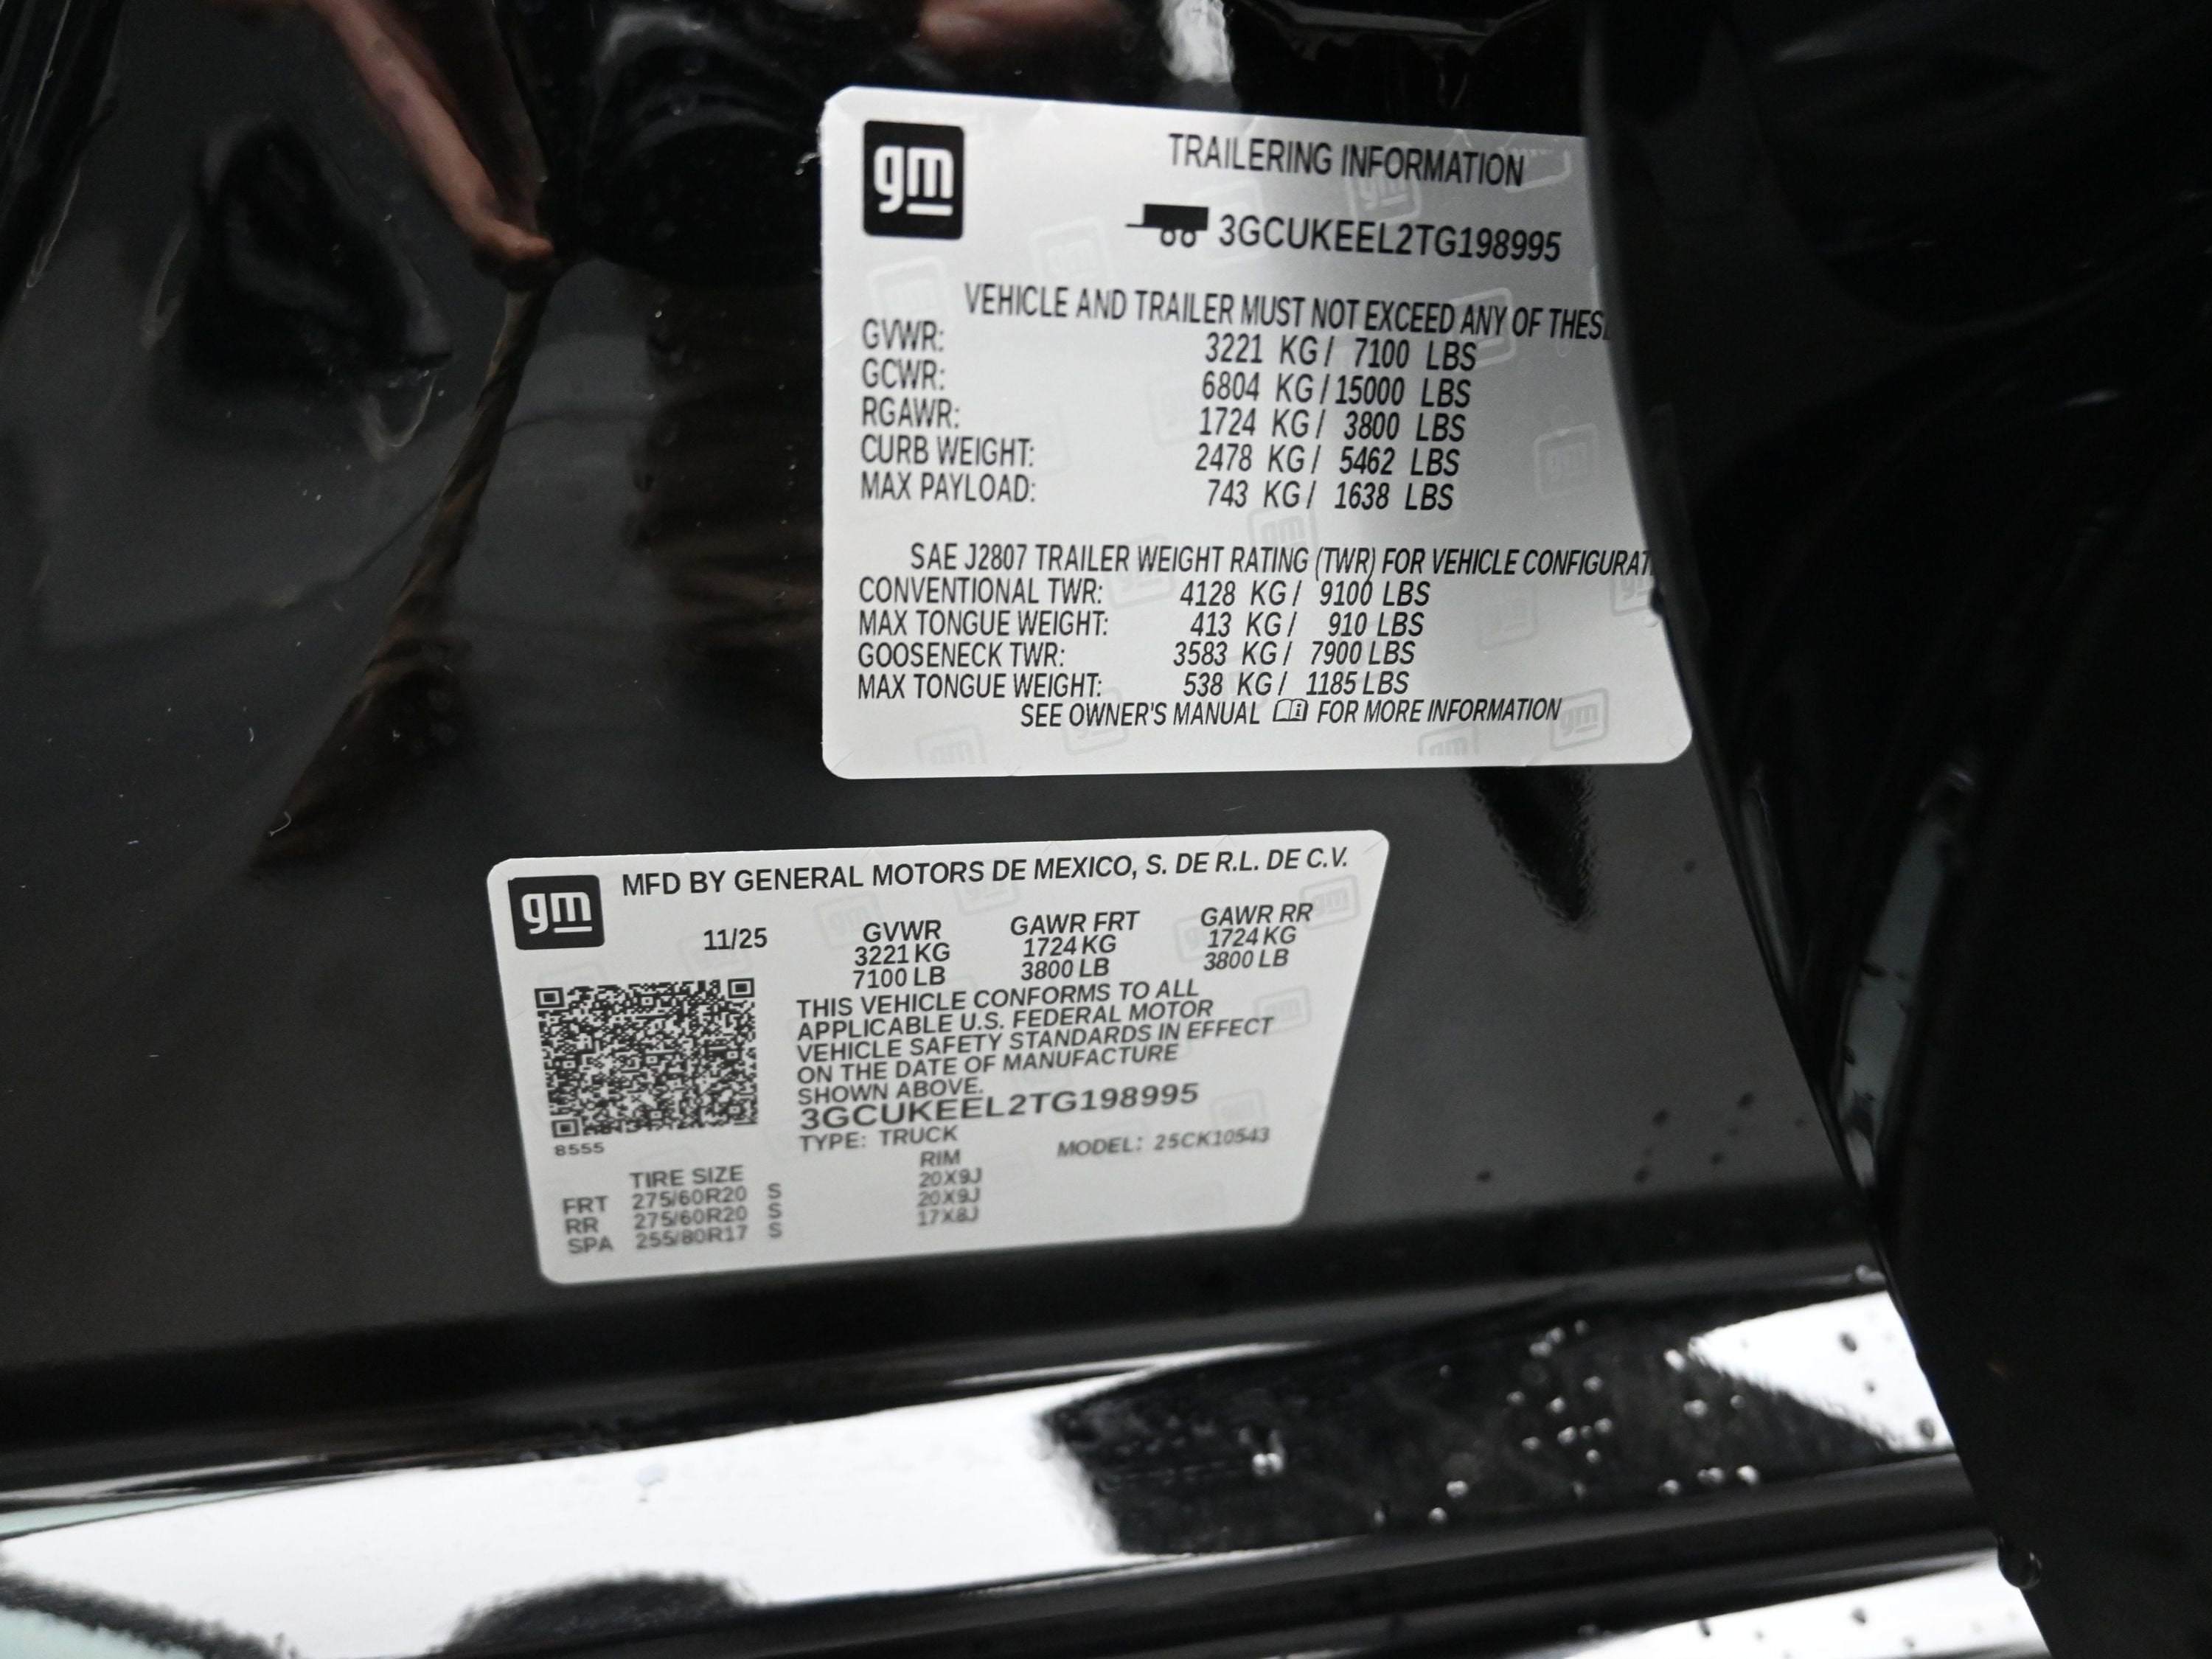 gm
TRAILERING INFORMATION
3GCUKEEL2TG198995
VEHICLE AND TRAILER MUST NOT EXCEED ANY OF THES
GVWR: 3221 KG / 7100 LBS
GCWR: 6804 KG / 15000 LBS
RGAWR: 1724 KG / 3800 LBS
CURB WEIGHT: 2478 KG / 5462 LBS
MAX PAYLOAD: 743 KG / 1638 LBS
SAE J2807 TRAILER WEIGHT RATING (TWR) FOR VEHICLE CONFIGURAT
CONVENTIONAL TWR: 4128 KG / 9100 LBS
MAX TONGUE WEIGHT: 413 KG / 910 LBS
GOOSENECK TWR: 3583 KG / 7900 LBS
MAX TONGUE WEIGHT: 538 KG / 1185 LBS
SEE OWNER'S MANUAL FOR MORE INFORMATION
gm
MFD BY GENERAL MOTORS DE MEXICO, S. DE R.L. DE C.V.
11/25 GVWR GAWR FRT GAWR RR
3221 KG 1724 KG 1724 KG
7100 LB 3800 LB 3800 LB
THIS VEHICLE CONFORMS TO ALL
APPLICABLE U.S. FEDERAL MOTOR
VEHICLE SAFETY STANDARDS IN EFFECT
ON THE DATE OF MANUFACTURE
SHOWN ABOVE.
3GCUKEEL2TG198995
8555
TYPE: TRUCK MODEL: 25CK10543
TIRE SIZE RIM
FRT 275/60R20 S 20X9J
RR 275/60R20 S 20X9J
SPA 255/80R17 S 17X8J